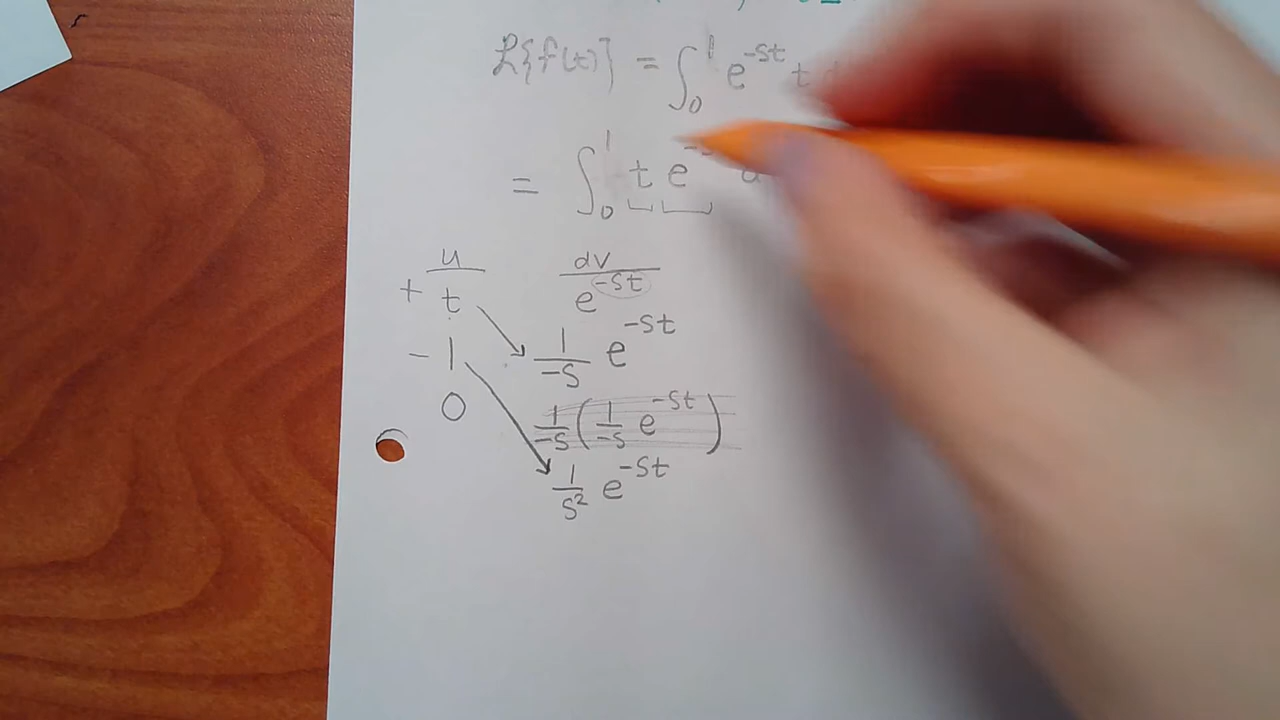 ℒ{f(t)} = ∫₀¹ e^{-st} t
= ∫₀¹ t e^{-s} d
u dv
+ t e^{-st}
- 1 1/-s e^{-st}
0 1/-s (1/-s e^{-st})
1/s² e^{-st}